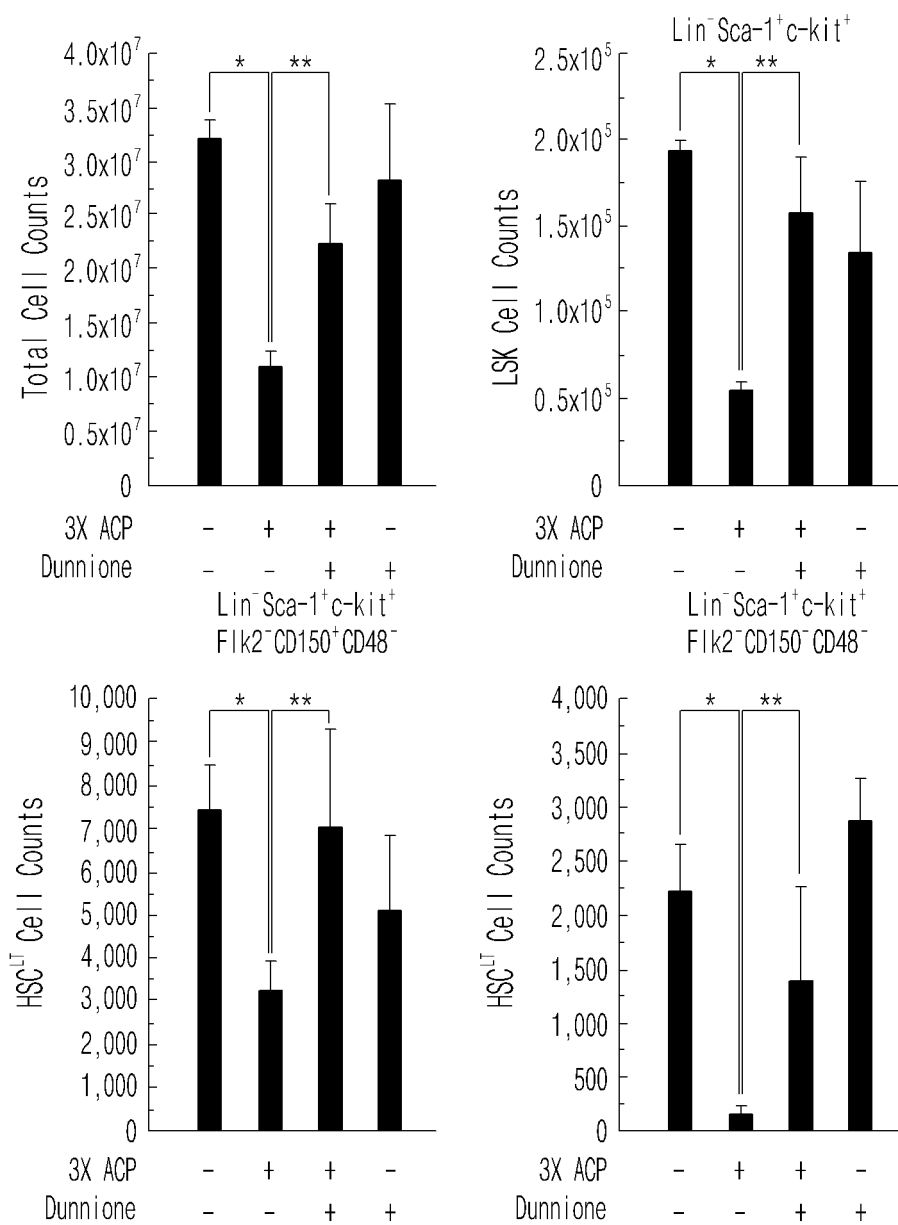 * **
Total Cell Counts
4.0x10⁷
3.5x10⁷
3.0x10⁷
2.5x10⁷
2.0x10⁷
1.5x10⁷
1.0x10⁷
0.5x10⁷
0
3X ACP - + + -
Dunnione - - + +
Lin⁻Sca-1⁺c-kit⁺
* **
LSK Cell Counts
2.5x10⁵
2.0x10⁵
1.5x10⁵
1.0x10⁵
0.5x10⁵
0
3X ACP - + + -
Dunnione - - + +
Lin⁻Sca-1⁺c-kit⁺
Flk2⁻CD150⁺CD48⁻
* **
HSCᴸᵀ Cell Counts
10,000
9,000
8,000
7,000
6,000
5,000
4,000
3,000
2,000
1,000
0
3X ACP - + + -
Dunnione - - + +
Lin⁻Sca-1⁺c-kit⁺
Flk2⁻CD150⁻CD48⁻
* **
HSCᴸᵀ Cell Counts
4,000
3,500
3,000
2,500
2,000
1,500
1,000
500
0
3X ACP - + + -
Dunnione - - + +